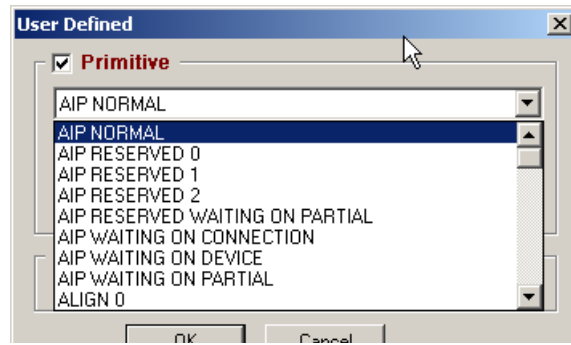 User Defined
Primitive
AIP NORMAL
AIP NORMAL
AIP RESERVED 0
AIP RESERVED 1
AIP RESERVED 2
AIP RESERVED WAITING ON PARTIAL
AIP WAITING ON CONNECTION
AIP WAITING ON DEVICE
AIP WAITING ON PARTIAL
ALIGN 0
OK Cancel